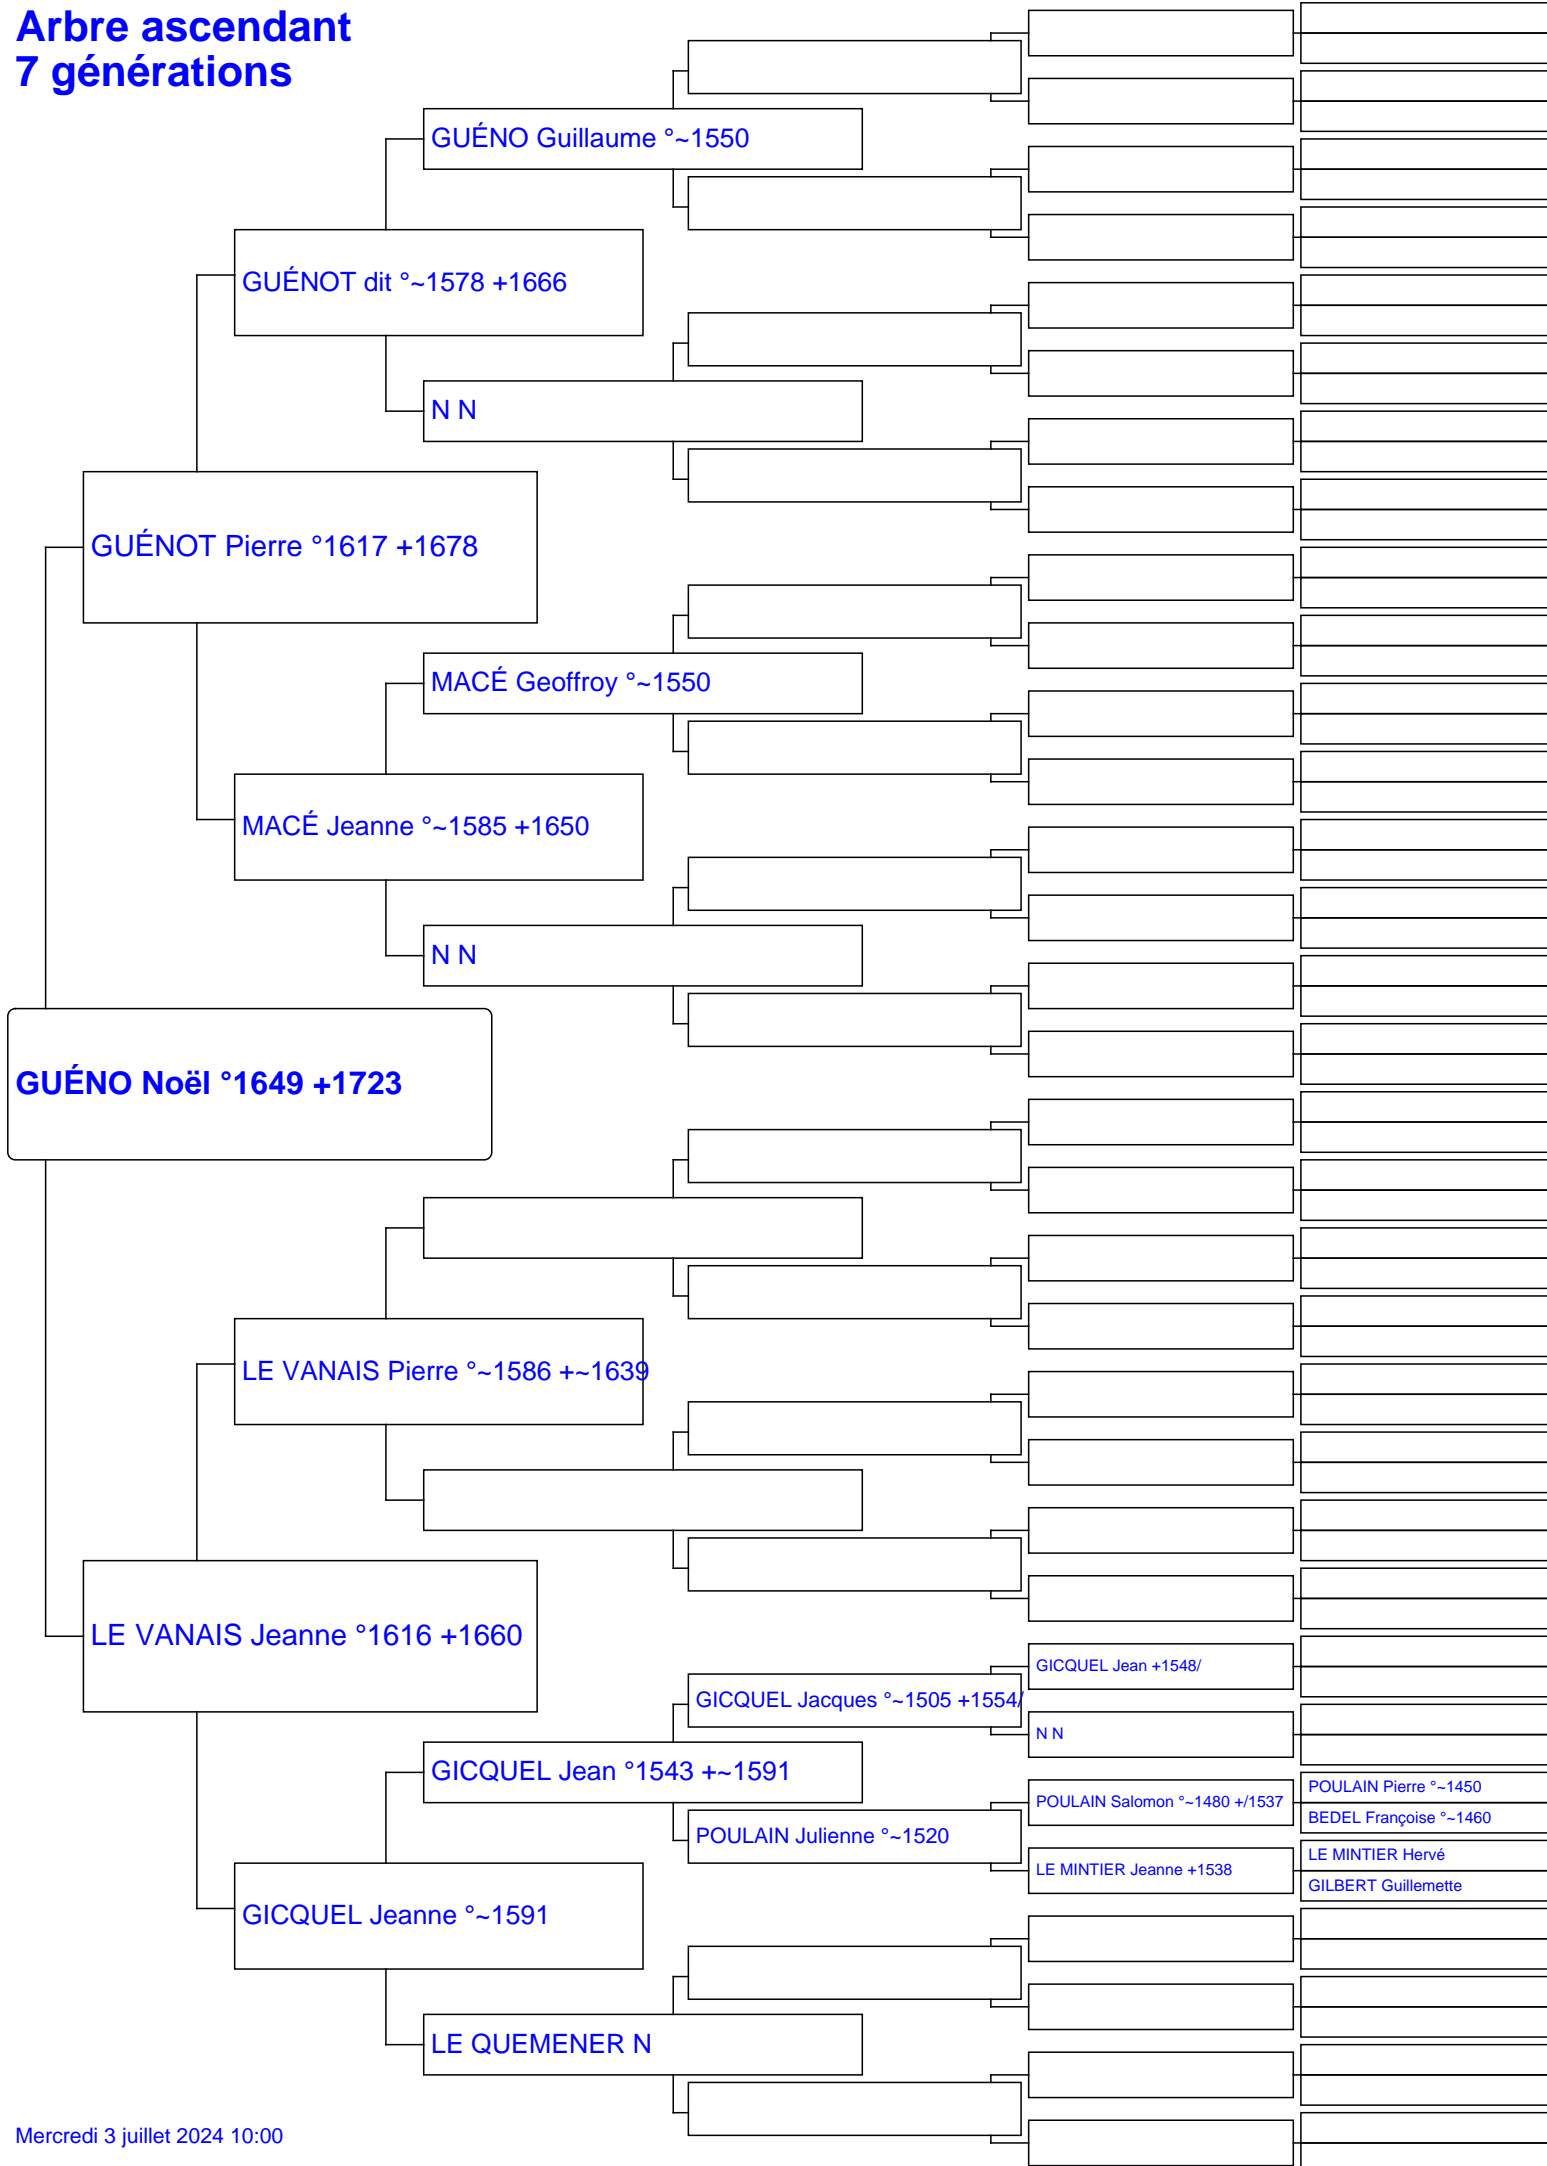 Arbre ascendant
7 générations
GUÉNO Guillaume °~1550
GUÉNOT dit °~1578 +1666
N N
GUÉNOT Pierre °1617 +1678
MACÉ Geoffroy °~1550
MACÉ Jeanne °~1585 +1650
N N
GUÉNO Noël °1649 +1723
LE VANAIS Pierre °~1586 +~1639
LE VANAIS Jeanne °1616 +1660
GICQUEL Jean +1548/
GICQUEL Jacques °~1505 +1554/
N N
GICQUEL Jean °1543 +~1591
POULAIN Pierre °~1450
POULAIN Salomon °~1480 +/1537
BEDEL Françoise °~1460
POULAIN Julienne °~1520
LE MINTIER Hervé
LE MINTIER Jeanne +1538
GILBERT Guillemette
GICQUEL Jeanne °~1591
LE QUEMENER N
Mercredi 3 juillet 2024 10:00